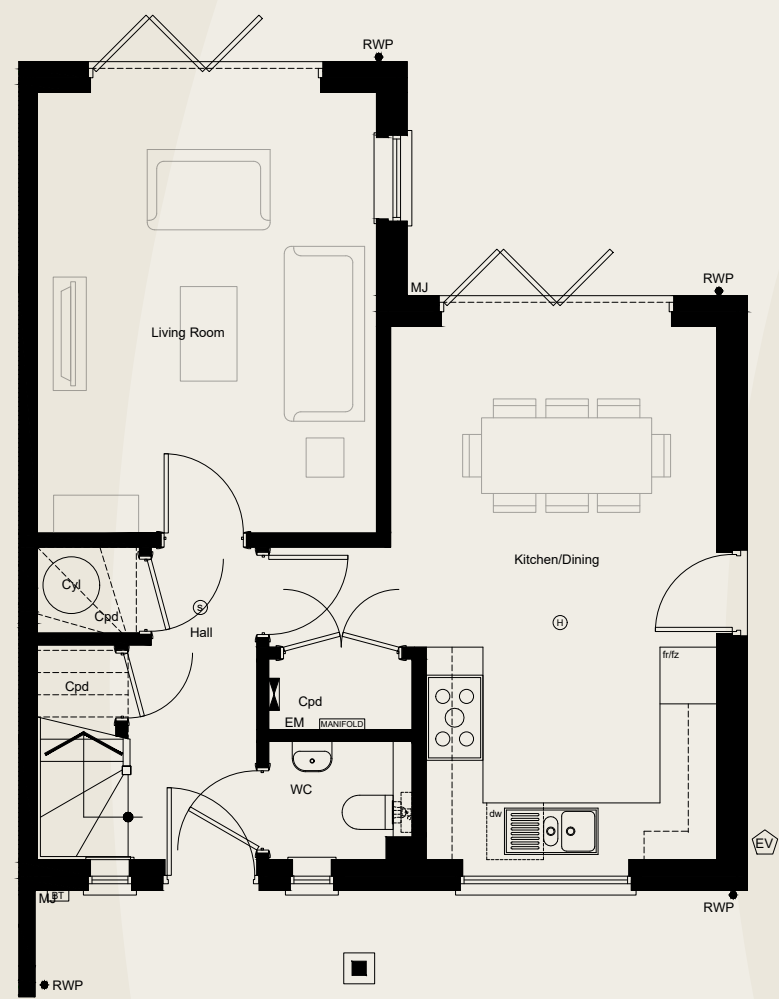 RWP
RWP
MJ
Living Room
Kitchen/Dining
Cyl
Cpd
S
Hall
H
fr/fz
Cpd
Cpd
EM
MANIFOLD
WC
dw
EV
MJ
BT
RWP
RWP